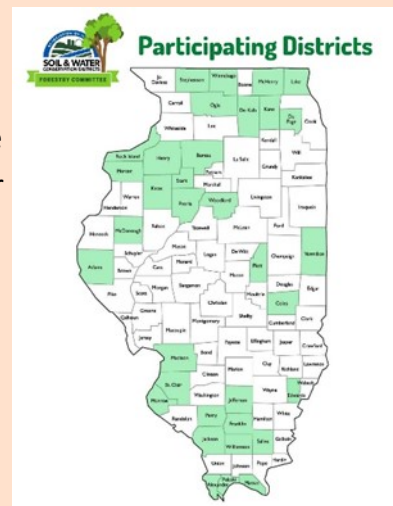 SOIL & WATER
CONSERVATION DISTRICTS
FORESTRY COMMITTEE
Participating Districts
Jo Daviess
Stephenson
Winnebago
Boone
McHenry
Lake
Carroll
Ogle
De Kalb
Kane
Du Page
Cook
Whiteside
Lee
Kendall
Will
Rock Island
Henry
Bureau
La Salle
Grundy
Mercer
Putnam
Kankakee
Knox
Stark
Marshall
Livingston
Warren
Henderson
Peoria
Woodford
Iroquois
McDonough
Fulton
Tazewell
McLean
Ford
Hancock
Schuyler
Mason
Logan
De Witt
Champaign
Vermilion
Adams
Brown
Cass
Menard
Macon
Piatt
Pike
Scott
Morgan
Sangamon
Moultrie
Douglas
Edgar
Christian
Coles
Greene
Calhoun
Macoupin
Montgomery
Shelby
Cumberland
Clark
Jersey
Fayette
Effingham
Jasper
Crawford
Madison
Bond
Clay
Richland
Lawrence
Clinton
Marion
St. Clair
Washington
Wayne
Wabash
Edwards
Monroe
Jefferson
Randolph
Perry
Hamilton
White
Franklin
Jackson
Williamson
Saline
Gallatin
Union
Johnson
Pope
Hardin
Alexander
Pulaski
Massac